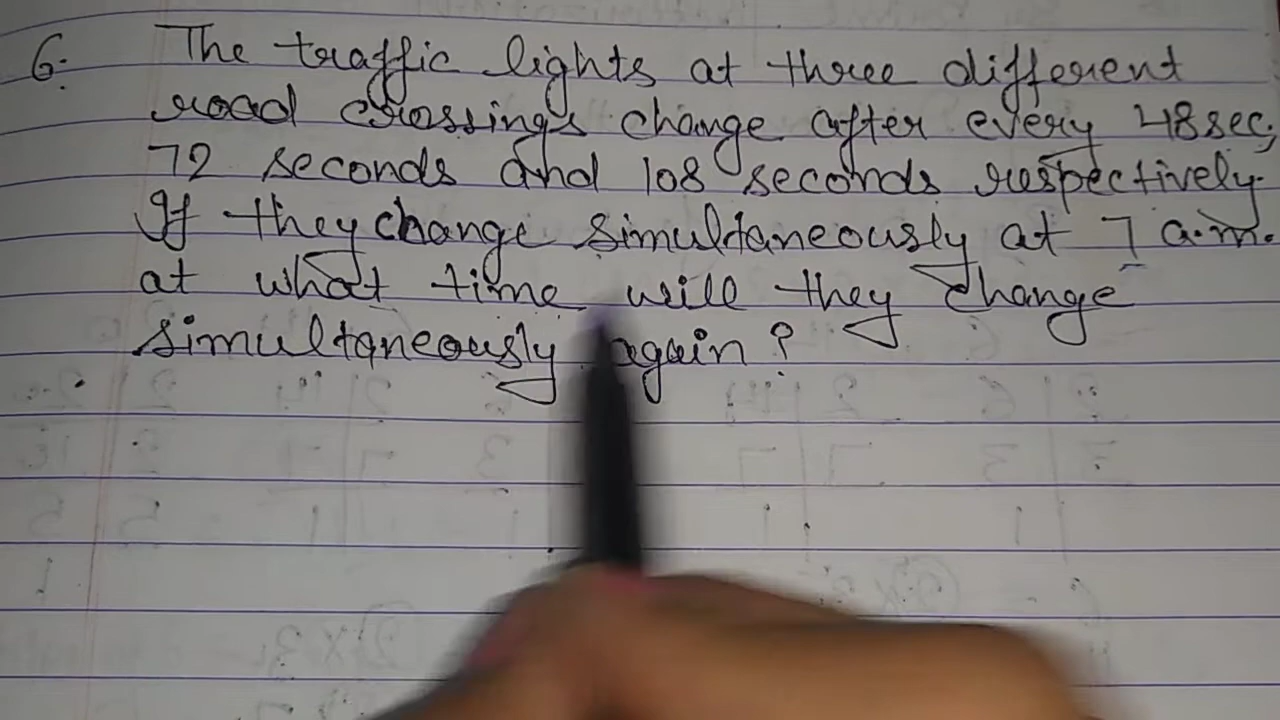 6. The traffic lights at three different
road crossings change after every 48 sec,
72 seconds and 108 seconds respectively.
If they change simultaneously at 7 a.m.
at what time will they change
simultaneously again?